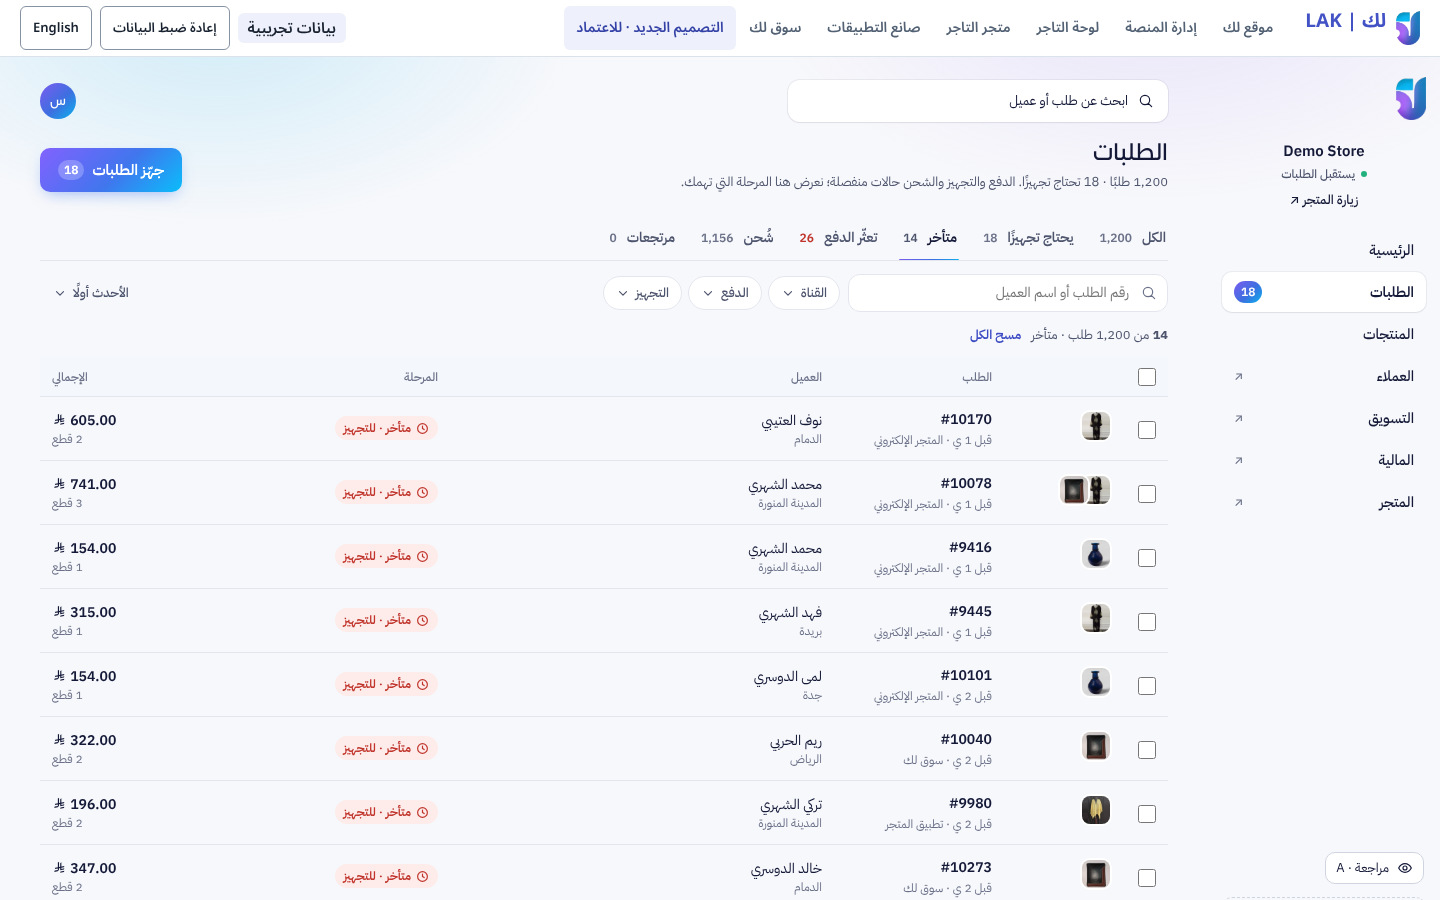 لك | LAK
موقع لك
إدارة المنصة
لوحة التاجر
متجر التاجر
صانع التطبيقات
سوق لك
التصميم الجديد · للاعتماد
بيانات تجريبية
إعادة ضبط البيانات
English
Demo Store
يستقبل الطلبات
زيارة المتجر
الرئيسية
الطلبات 18
المنتجات
العملاء
التسويق
المالية
المتجر
مراجعة · A
ابحث عن طلب أو عميل
س
الطلبات
1,200 طلبًا · 18 تحتاج تجهيزًا. الدفع والتجهيز والشحن حالات منفصلة؛ نعرض هنا المرحلة التي تهمك.
جهّز الطلبات 18
الكل 1,200
يحتاج تجهيزًا 18
متأخر 14
تعثّر الدفع 26
شُحن 1,156
مرتجعات 0
رقم الطلب أو اسم العميل
القناة
الدفع
التجهيز
الأحدث أولًا
14 من 1,200 طلب · متأخر مسح الكل
الطلب العميل المرحلة الإجمالي
#10170 نوف العتيبي متأخر · للتجهيز 605.00
قبل 1 ي · المتجر الإلكتروني الدمام 2 قطع
#10078 محمد الشهري متأخر · للتجهيز 741.00
قبل 1 ي · المتجر الإلكتروني المدينة المنورة 3 قطع
#9416 محمد الشهري متأخر · للتجهيز 154.00
قبل 1 ي · المتجر الإلكتروني المدينة المنورة 1 قطع
#9445 فهد الشهري متأخر · للتجهيز 315.00
قبل 1 ي · المتجر الإلكتروني بريدة 1 قطع
#10101 لمى الدوسري متأخر · للتجهيز 154.00
قبل 2 ي · المتجر الإلكتروني جدة 1 قطع
#10040 ريم الحربي متأخر · للتجهيز 322.00
قبل 2 ي · سوق لك الرياض 2 قطع
#9980 تركي الشهري متأخر · للتجهيز 196.00
قبل 2 ي · تطبيق المتجر المدينة المنورة 2 قطع
#10273 خالد الدوسري متأخر · للتجهيز 347.00
قبل 2 ي · سوق لك الدمام 2 قطع